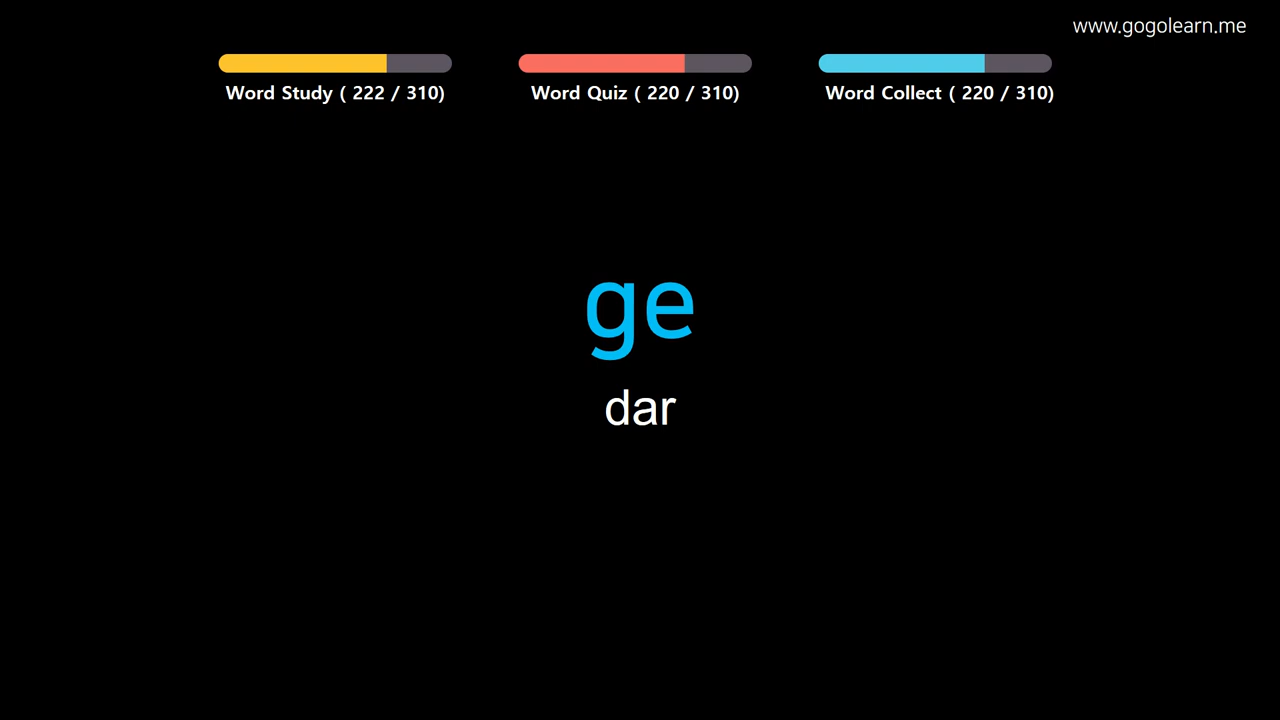 www.gogolearn.me
Word Study ( 222 / 310)
Word Quiz ( 220 / 310)
Word Collect ( 220 / 310)
ge
dar